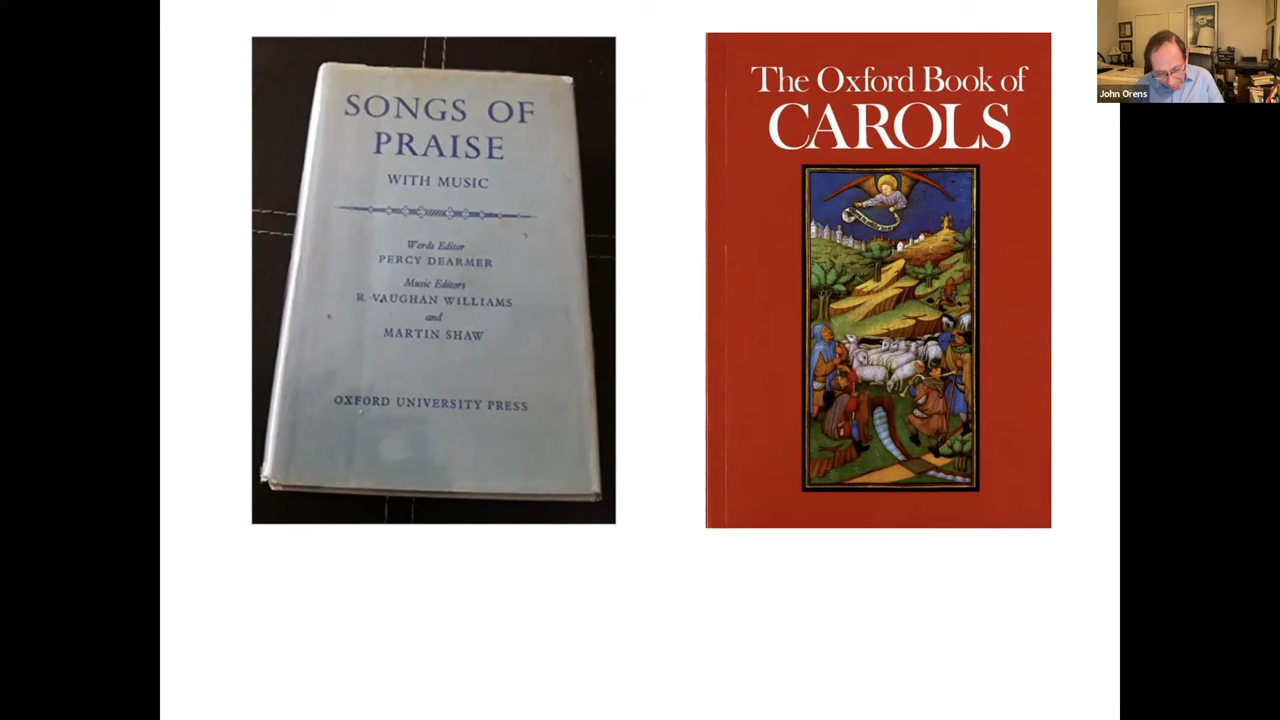 SONGS OF
PRAISE
WITH MUSIC
Words Editor
PERCY DEARMER
Music Editors
R. VAUGHAN WILLIAMS
and
MARTIN SHAW
OXFORD UNIVERSITY PRESS
The Oxford Book of
CAROLS
John Orens